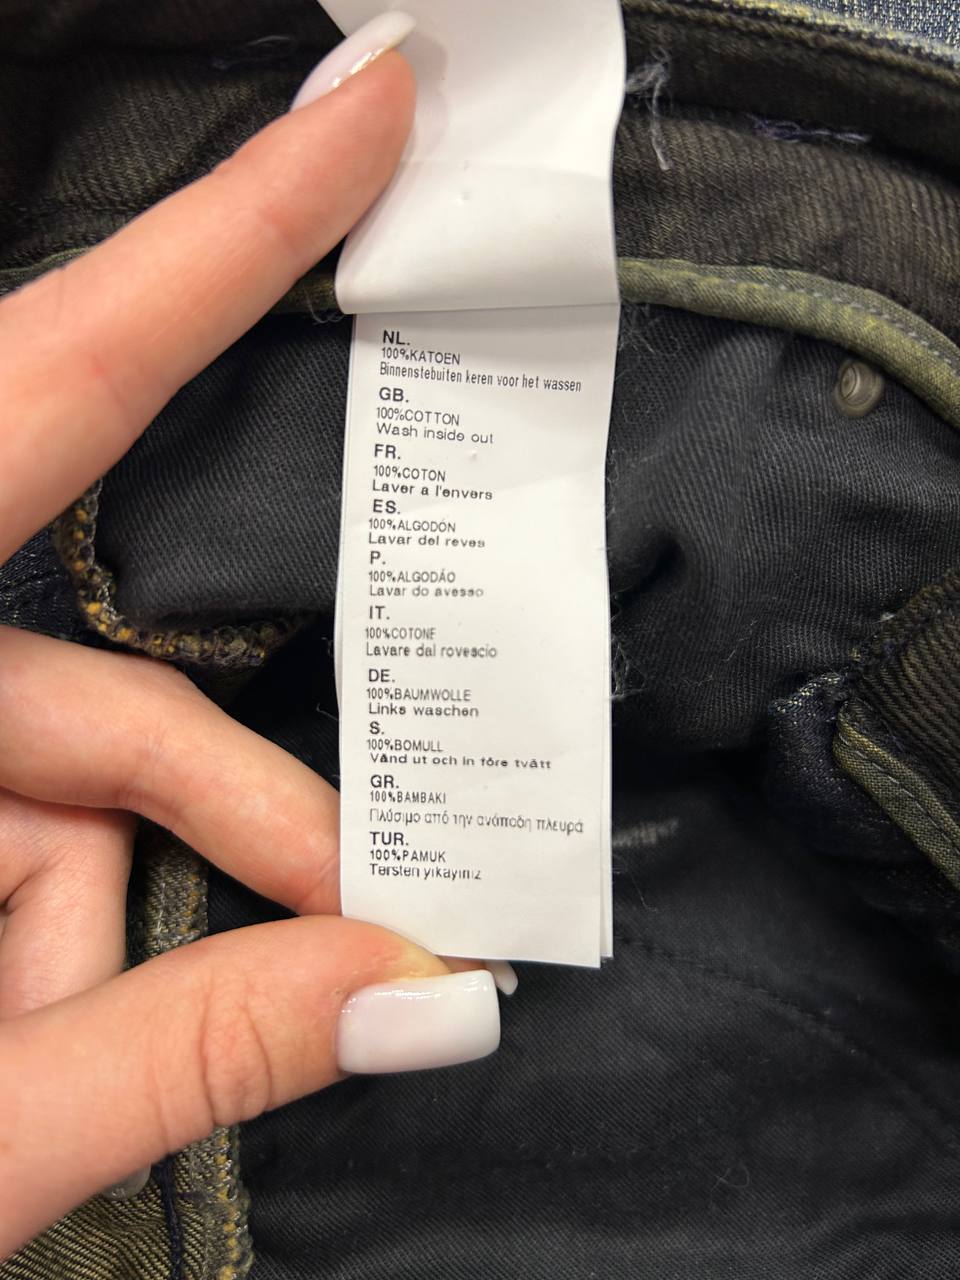 NL.
100%KATOEN
Binnenstebuiten keren voor het wassen
GB.
100%COTTON
Wash inside out
FR.
100%COTON
Laver a l'envers
ES.
100%ALGODÓN
Lavar del reves
P.
100%ALGODÃO
Lavar do avesso
IT.
100%COTONE
Lavare dal rovescio
DE.
100%BAUMWOLLE
Links waschen
S.
100%BOMULL
Vänd ut och in före tvätt
GR.
100%BAMBAKI
Πλύσιμο από την ανάποδη πλευρά
TUR.
100%PAMUK
Tersten yıkayınız